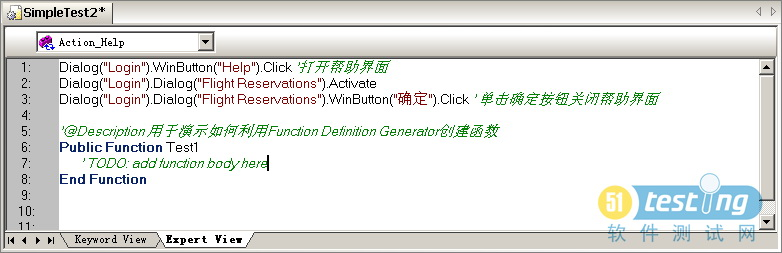 SimpleTest2*
Action_Help
1: Dialog("Login").WinButton("Help").Click '打开帮助界面
2: Dialog("Login").Dialog("Flight Reservations").Activate
3: Dialog("Login").Dialog("Flight Reservations").WinButton("确定").Click '单击确定按钮关闭帮助界面
4:
5: '@Description 用于演示如何利用Function Definition Generator创建函数
6: Public Function Test1
7: ' TODO: add function body here
8: End Function
9:
10:
11:
51testing
软件测试网
Keyword View Expert View